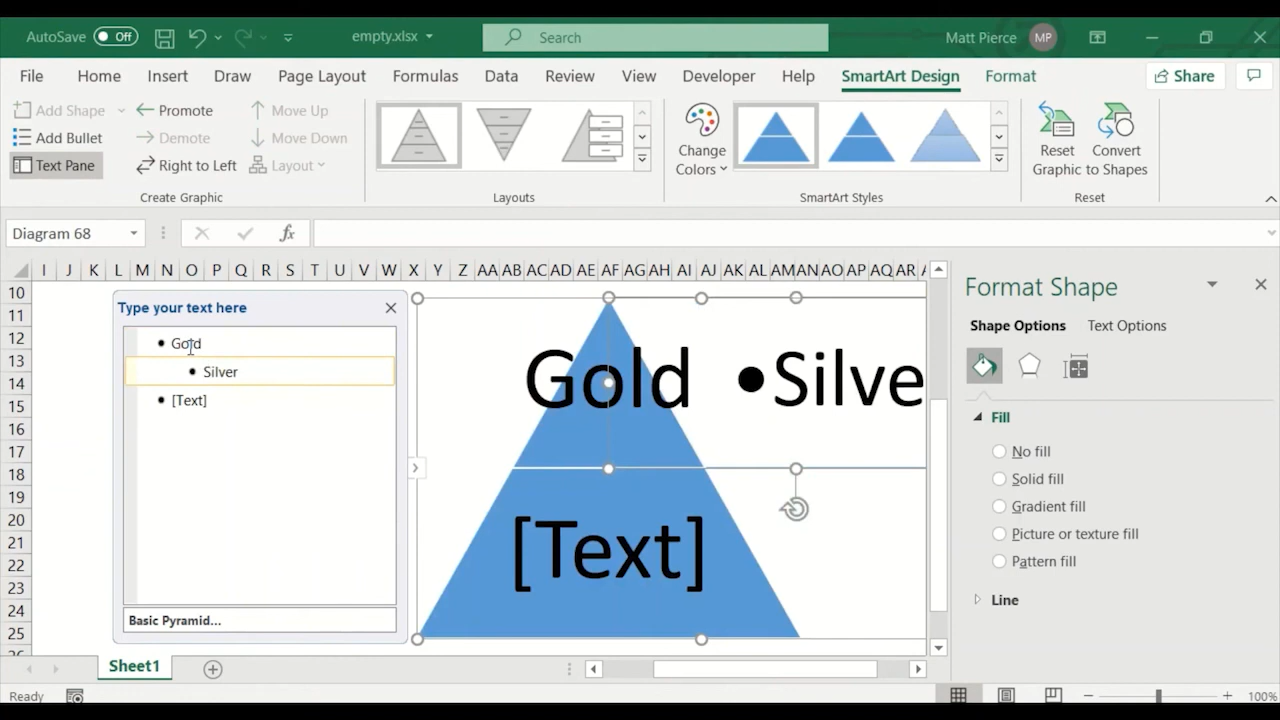 AutoSave Off empty.xlsx Search Matt Pierce MP
File Home Insert Draw Page Layout Formulas Data Review View Developer Help SmartArt Design Format Share
Add Shape Promote Move Up
Add Bullet Demote Move Down
Text Pane Right to Left Layout
Create Graphic
Layouts
Change
Colors
SmartArt Styles
Reset
Graphic
Convert
to Shapes
Reset
Diagram 68 fx
I J K L M N O P Q R S T U V W X Y Z AA AB AC AD AE AF AG AH AI AJ AK AL AM AN AO AP AQ AR A
10
11
12
13
14
15
16
17
18
19
20
21
22
23
24
25
Type your text here
• Gold
• Silver
• [Text]
Basic Pyramid...
Gold •Silve
[Text]
Format Shape
Shape Options Text Options
Fill
No fill
Solid fill
Gradient fill
Picture or texture fill
Pattern fill
Line
Sheet1
Ready 100%